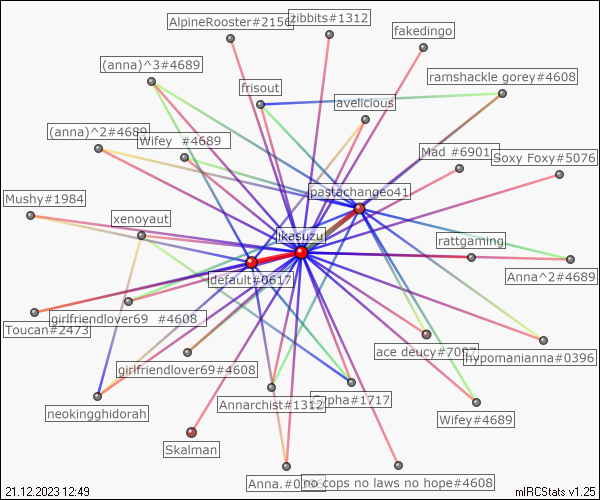 AlpineRooster#2156
zibbits#1312
fakedingo
(anna)^3#4689
frisout
ramshackle gorey#4608
avelicious
(anna)^2#4689
Wifey #4689
Mad #6901
Soxy Foxy#5076
pastachangeo41
Mushy#1984
xenoyaut
ikasuzu
rattgaming
default#0617
Anna^2#4689
girlfriendlover69 #4608
Toucan#2473
ace deucy#7097
hypomanianna#0396
girlfriendlover69#4608
neokingghidorah
Annarchist#1312
#1717
Wifey#4689
Skalman
Anna.
no cops no laws no hope#4608
21.12.2023 12:49
mIRCStats v1.25